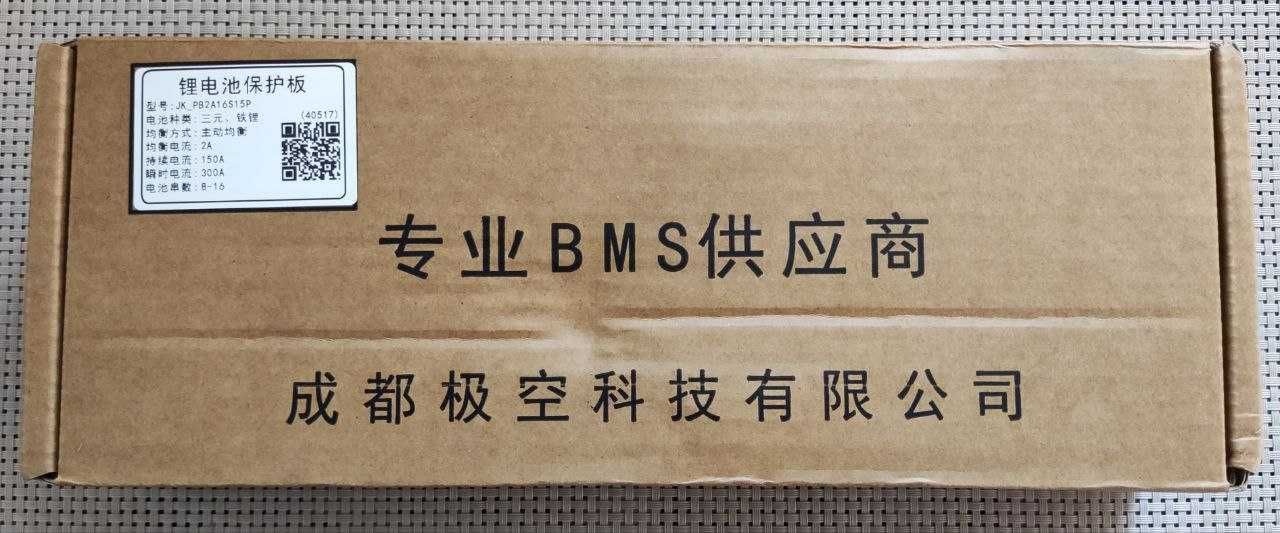 锂电池保护板
型号:JK_PB2A16S15P
电池种类:三元、铁锂 (40517)
均衡方式:主动均衡
均衡电流:2A
持续电流:150A
瞬时电流:300A
电池串数:8-16
专业BMS供应商
成都极空科技有限公司